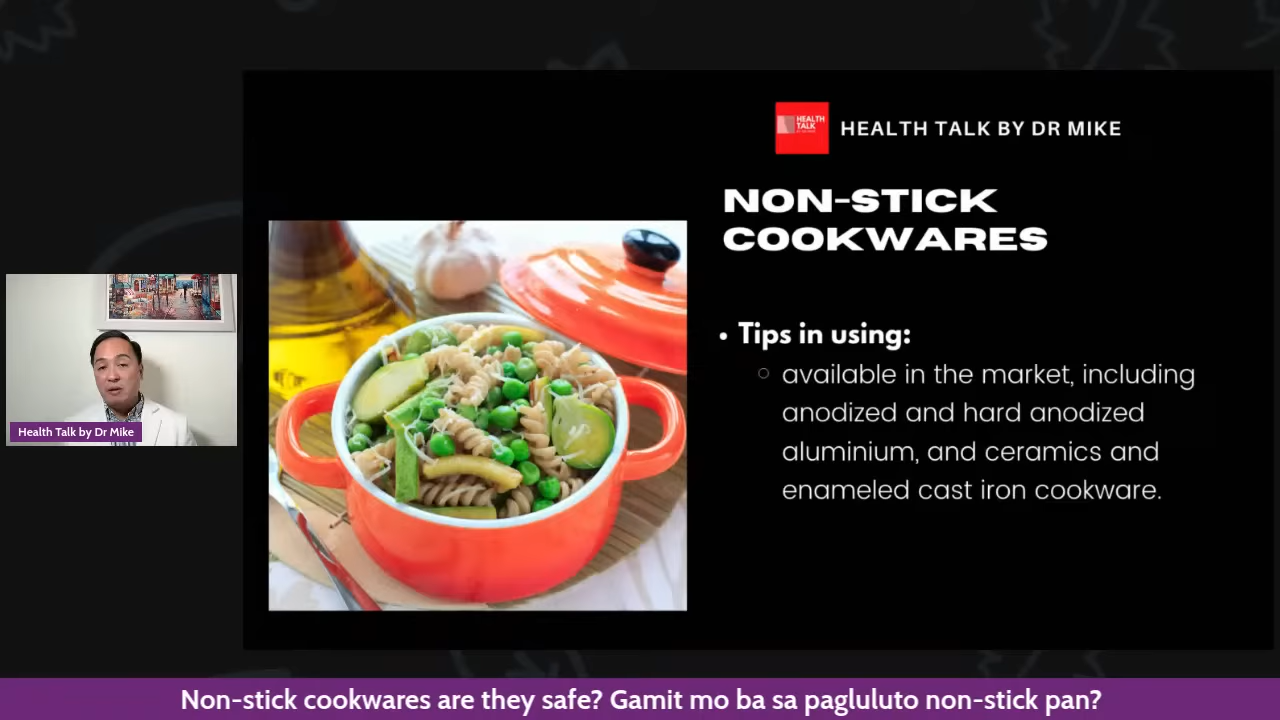 HEALTH
TALK
HEALTH TALK BY DR MIKE
NON-STICK
COOKWARES
• Tips in using:
○ available in the market, including
anodized and hard anodized
aluminium, and ceramics and
enameled cast iron cookware.
Health Talk by Dr Mike
Non-stick cookwares are they safe? Gamit mo ba sa pagluluto non-stick pan?